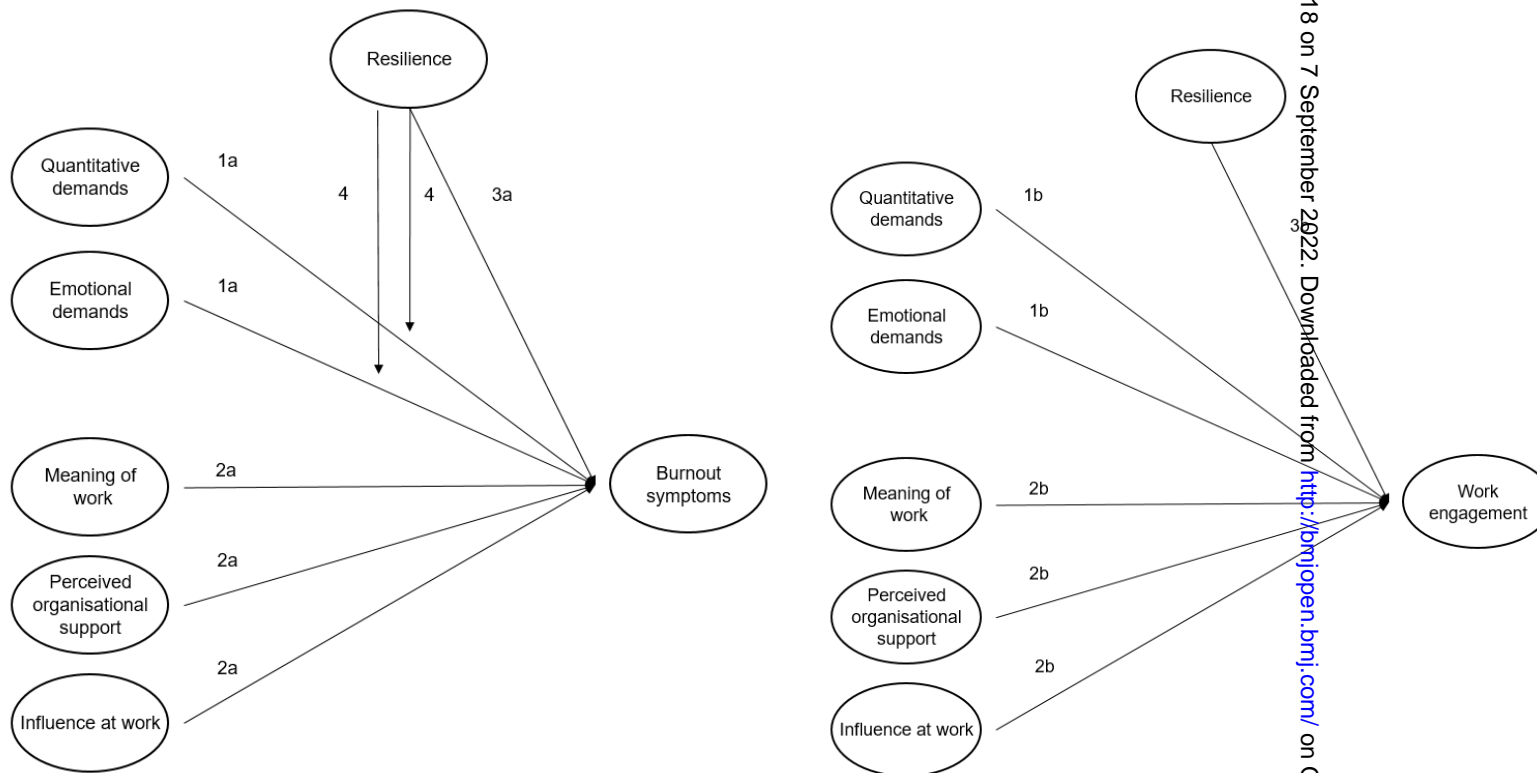 Resilience
Quantitative
demands
1a
4
4
3a
Emotional
demands
1a
Meaning of
work
2a
Burnout
symptoms
Perceived
organisational
support
2a
Influence at work
2a
Resilience
Quantitative
demands
1b
Emotional
demands
1b
Meaning of
work
2b
Work
engagement
Perceived
organisational
support
2b
Influence at work
2b
18 on 7 September 2022. Downloaded from http://bmjopen.bmj.com/ on